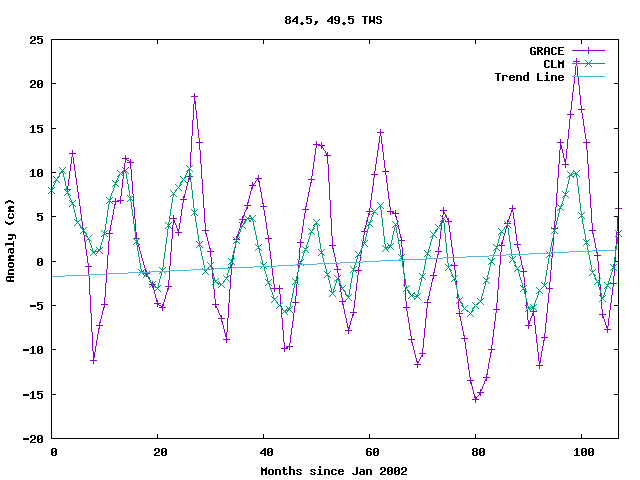 84.5, 49.5 TWS
GRACE
CLM
Trend Line
25
20
15
10
5
0
-5
-10
-15
-20
Anomaly (cm)
0 20 40 60 80 100
Months since Jan 2002